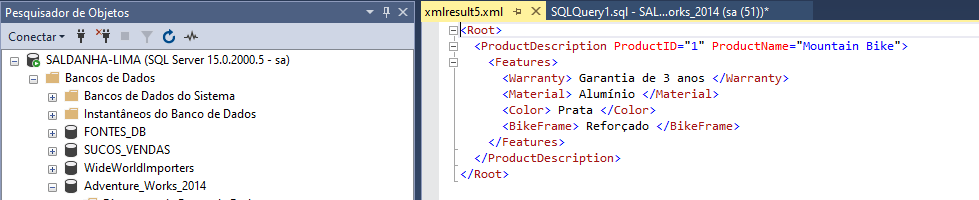 Pesquisador de Objetos
Conectar
SALDANHA-LIMA (SQL Server 15.0.2000.5 - sa)
Bancos de Dados
Bancos de Dados do Sistema
Instantâneos do Banco de Dados
FONTES_DB
SUCOS_VENDAS
WideWorldImporters
Adventure_Works_2014
xmlresult5.xml SQLQuery1.sql - SAL...orks_2014 (sa (51))*
<Root>
<ProductDescription ProductID="1" ProductName="Mountain Bike">
<Features>
<Warranty> Garantia de 3 anos </Warranty>
<Material> Alumínio </Material>
<Color> Prata </Color>
<BikeFrame> Reforçado </BikeFrame>
</Features>
</ProductDescription>
</Root>